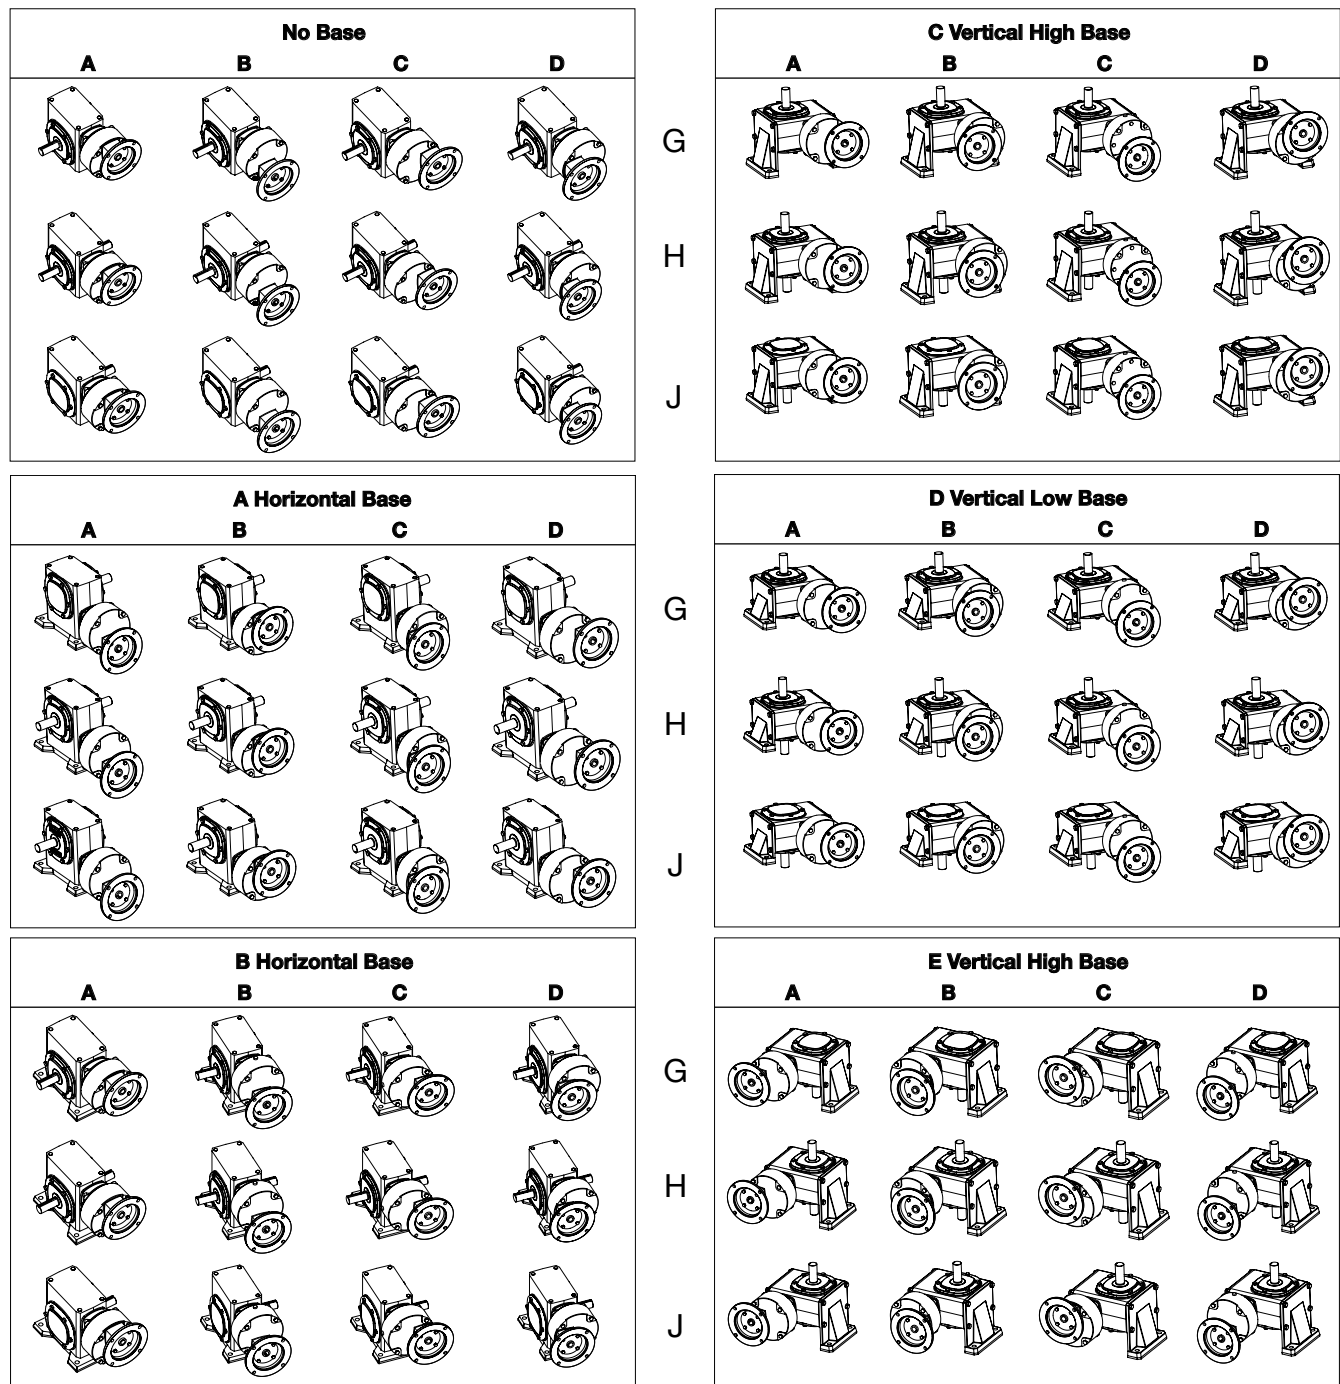 No Base
A B C D
C Vertical High Base
A B C D
G
H
J
A Horizontal Base
A B C D
D Vertical Low Base
A B C D
G
H
J
B Horizontal Base
A B C D
E Vertical High Base
A B C D
G
H
J